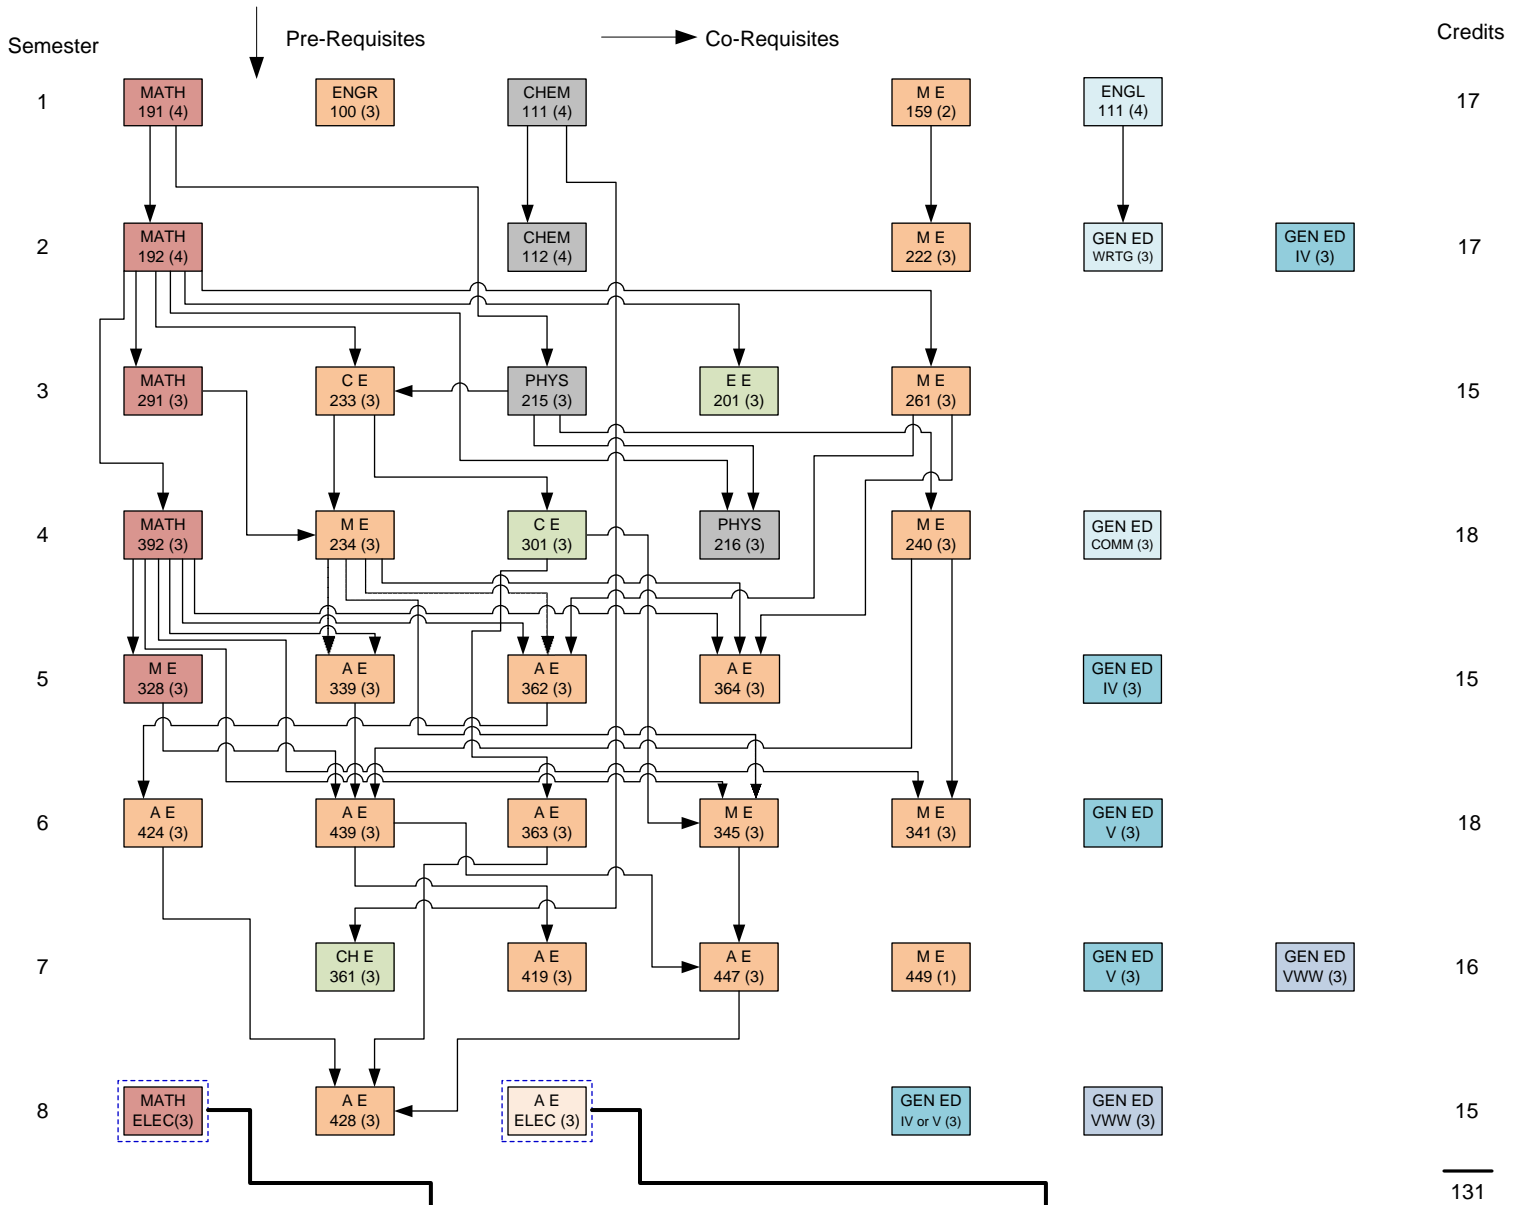 Pre-Requisites
Co-Requisites
Semester
Credits
1
MATH
191 (4)
ENGR
100 (3)
CHEM
111 (4)
M E
159 (2)
ENGL
111 (4)
17
2
MATH
192 (4)
CHEM
112 (4)
M E
222 (3)
GEN ED
WRTG (3)
GEN ED
IV (3)
17
3
MATH
291 (3)
C E
233 (3)
PHYS
215 (3)
E E
201 (3)
M E
261 (3)
15
4
MATH
392 (3)
M E
234 (3)
C E
301 (3)
PHYS
216 (3)
M E
240 (3)
GEN ED
COMM (3)
18
5
M E
328 (3)
A E
339 (3)
A E
362 (3)
A E
364 (3)
GEN ED
IV (3)
15
6
A E
424 (3)
A E
439 (3)
A E
363 (3)
M E
345 (3)
M E
341 (3)
GEN ED
V (3)
18
7
CH E
361 (3)
A E
419 (3)
A E
447 (3)
M E
449 (1)
GEN ED
V (3)
GEN ED
VWW (3)
16
8
MATH
ELEC(3)
A E
428 (3)
A E
ELEC (3)
GEN ED
IV or V (3)
GEN ED
VWW (3)
15
131